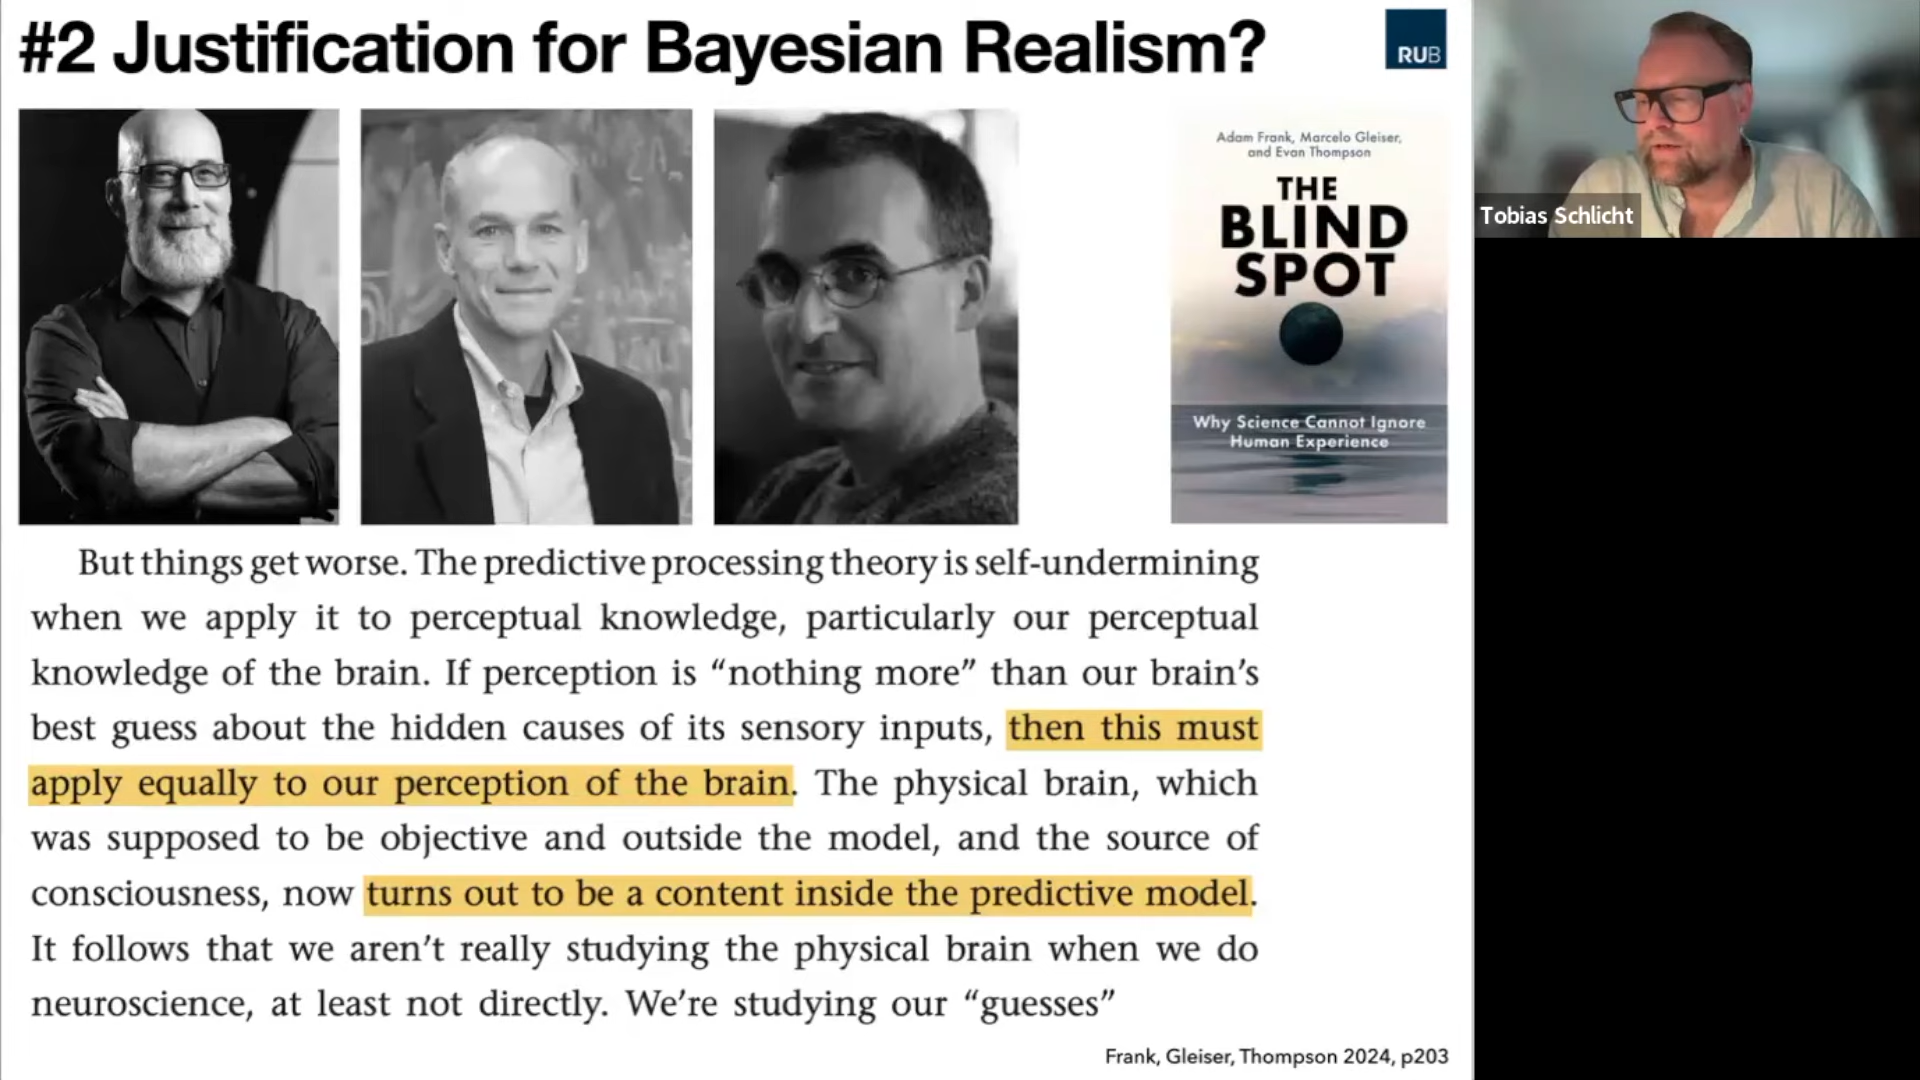 #2 Justification for Bayesian Realism?
RUB
Adam Frank, Marcelo Gleiser,
and Evan Thompson
THE
BLIND
SPOT
Why Science Cannot Ignore
Human Experience
Tobias Schlicht
But things get worse. The predictive processing theory is self-undermining
when we apply it to perceptual knowledge, particularly our perceptual
knowledge of the brain. If perception is “nothing more” than our brain’s
best guess about the hidden causes of its sensory inputs, then this must
apply equally to our perception of the brain. The physical brain, which
was supposed to be objective and outside the model, and the source of
consciousness, now turns out to be a content inside the predictive model.
It follows that we aren’t really studying the physical brain when we do
neuroscience, at least not directly. We’re studying our “guesses”
Frank, Gleiser, Thompson 2024, p203